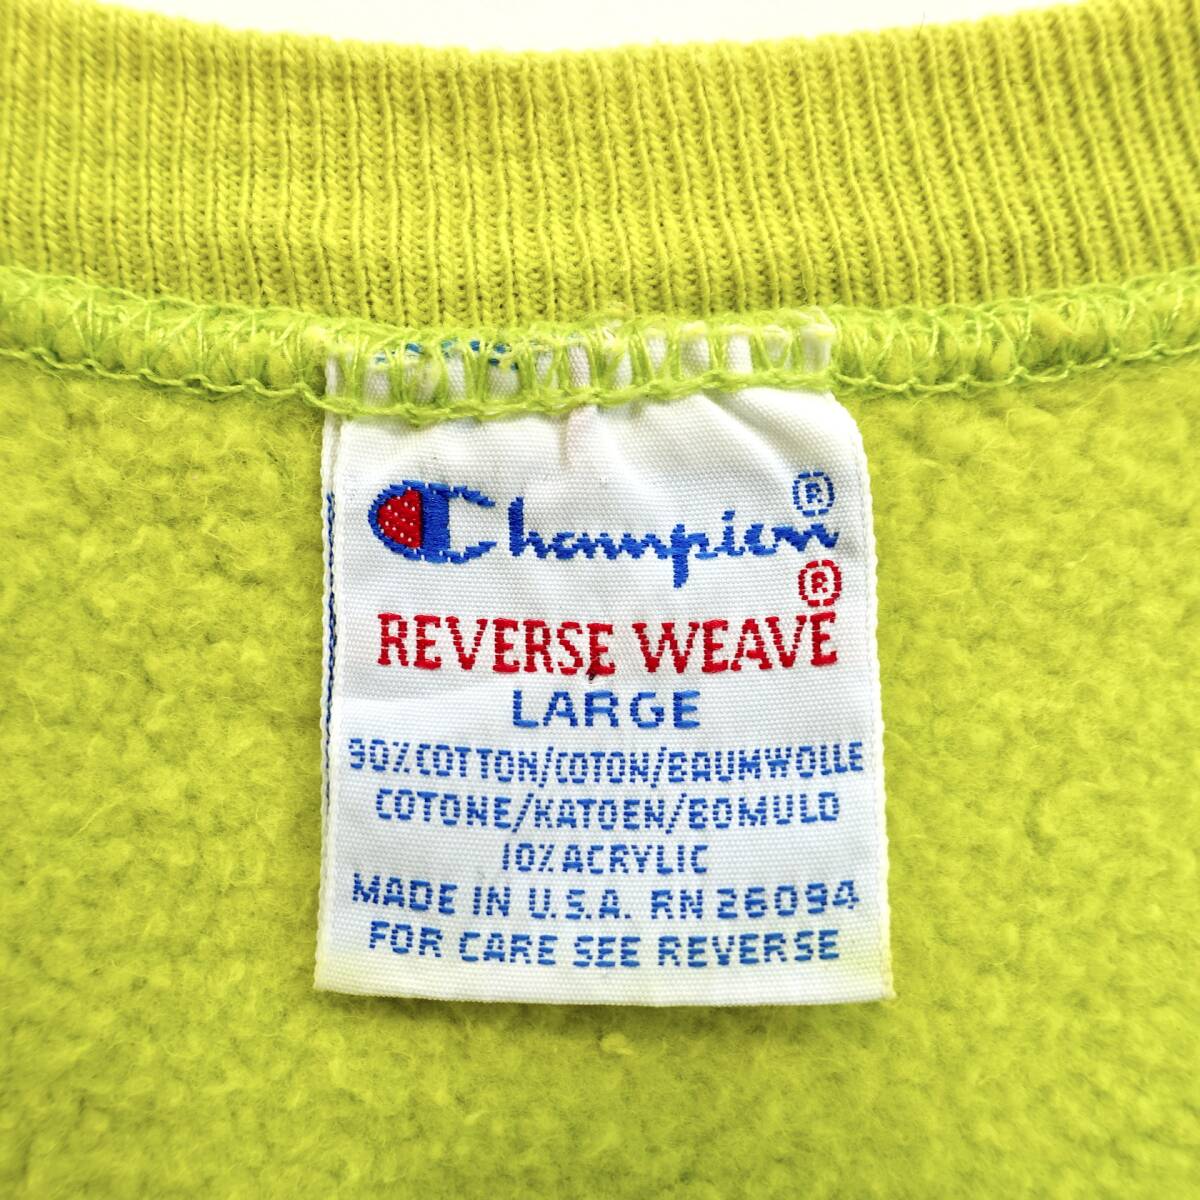 Champion ®
REVERSE WEAVE ®
LARGE
90% COTTON/COTON/BAUMWOLLE
COTONE/KATOEN/BOMULD
10% ACRYLIC
MADE IN U.S.A. RN 26094
FOR CARE SEE REVERSE